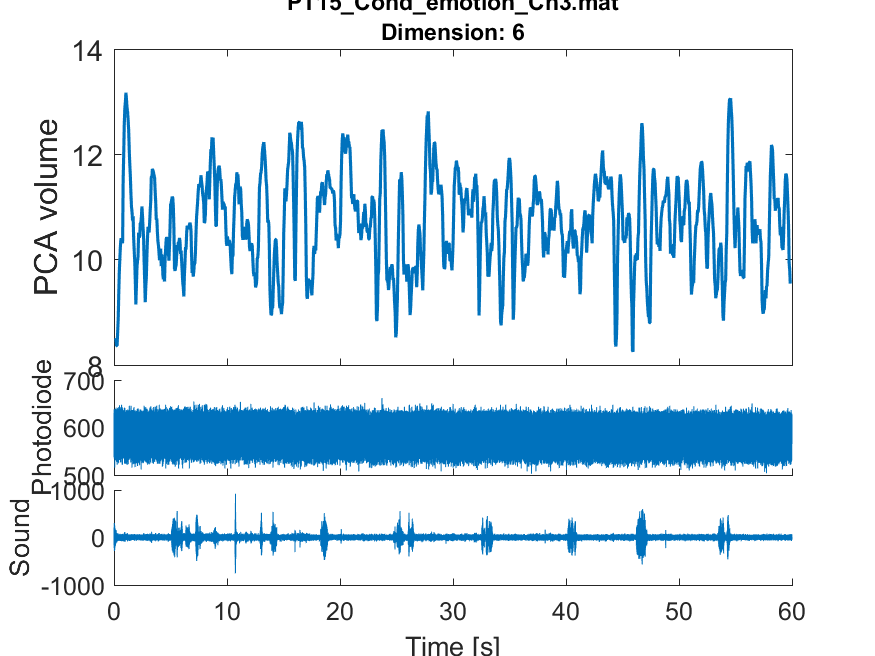 PT15_Cond_emotion_Ch3.mat
Dimension: 6
14
12
10
8
PCA volume
700
600
500
Photodiode
1000
0
-1000
Sound
0 10 20 30 40 50 60
Time [s]